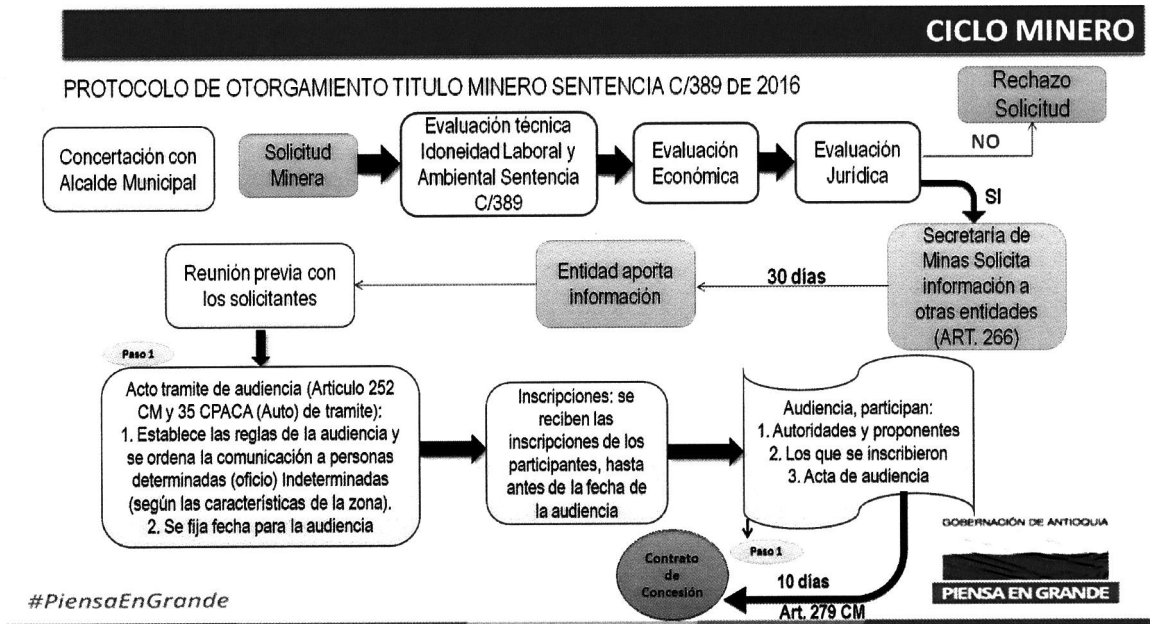 CICLO MINERO
PROTOCOLO DE OTORGAMIENTO TITULO MINERO SENTENCIA C/389 DE 2016
Rechazo
Solicitud
Concertación con
Alcalde Municipal
Solicitud
Minera
Evaluación técnica
Idoneidad Laboral y
Ambiental Sentencia
C/389
Evaluación
Económica
Evaluación
Jurídica
NO
SI
Secretaria de
Minas Solicita
información a
otras entidades
(ART. 266)
30 días
Entidad aporta
información
Reunión previa con
los solicitantes
Paso 1
Acto tramite de audiencia (Articulo 252
CM y 35 CPACA (Auto) de tramite):
1. Establece las reglas de la audiencia y
se ordena la comunicación a personas
determinadas (oficio) Indeterminadas
(según las características de la zona).
2. Se fija fecha para la audiencia
Inscripciones: se
reciben las
inscripciones de los
participantes, hasta
antes de la fecha de
la audiencia
Audiencia, participan:
1. Autoridades y proponentes
2. Los que se inscribieron
3. Acta de audiencia
Paso 1
10 días
Art. 279 CM
Contrato
de
Concesión
GOBERNACIÓN DE ANTIOQUIA
PIENSA EN GRANDE
#PiensaEnGrande